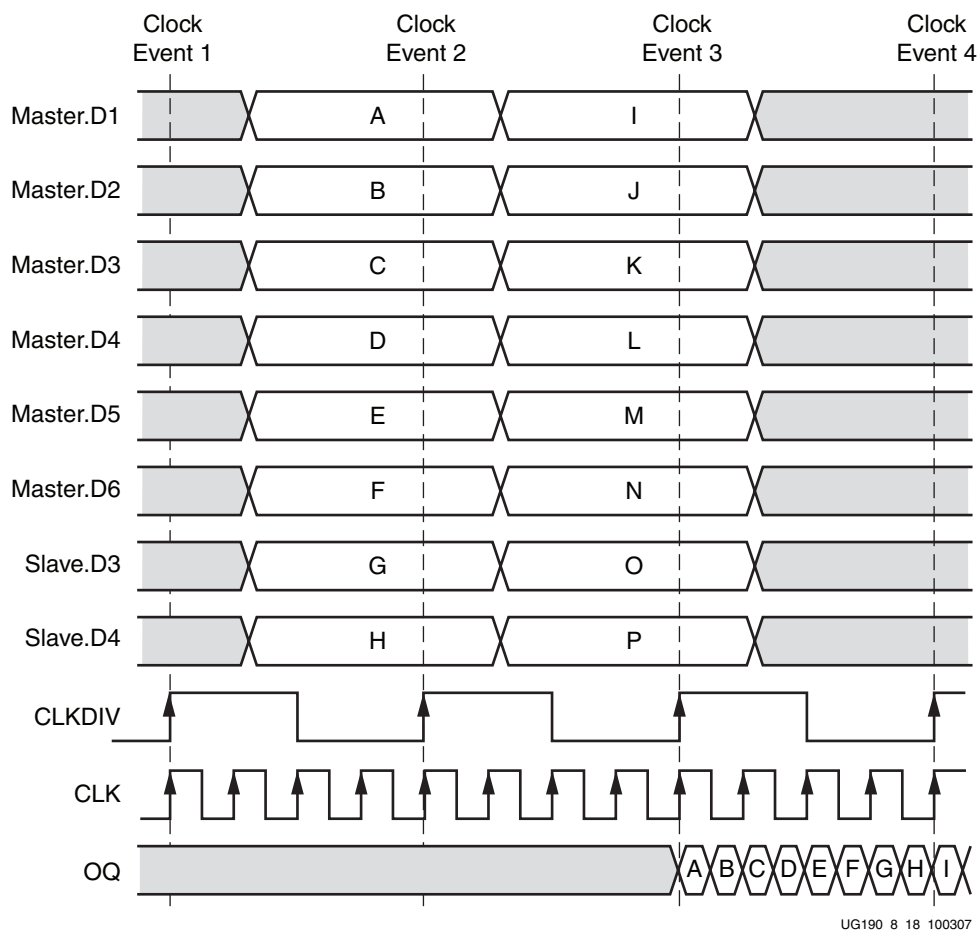 Clock Event 1
Clock Event 2
Clock Event 3
Clock Event 4
Master.D1 A I
Master.D2 B J
Master.D3 C K
Master.D4 D L
Master.D5 E M
Master.D6 F N
Slave.D3 G O
Slave.D4 H P
CLKDIV
CLK
OQ A B C D E F G H I
UG190_8_18_100307